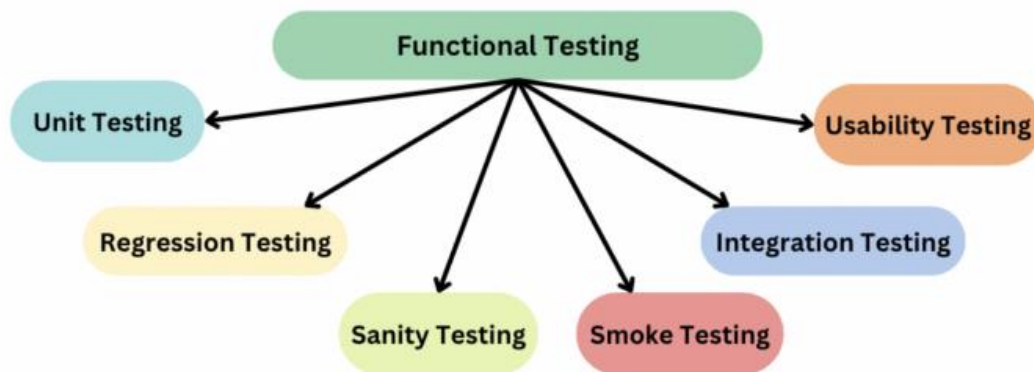 Functional Testing
Unit Testing
Usability Testing
Regression Testing
Integration Testing
Sanity Testing
Smoke Testing